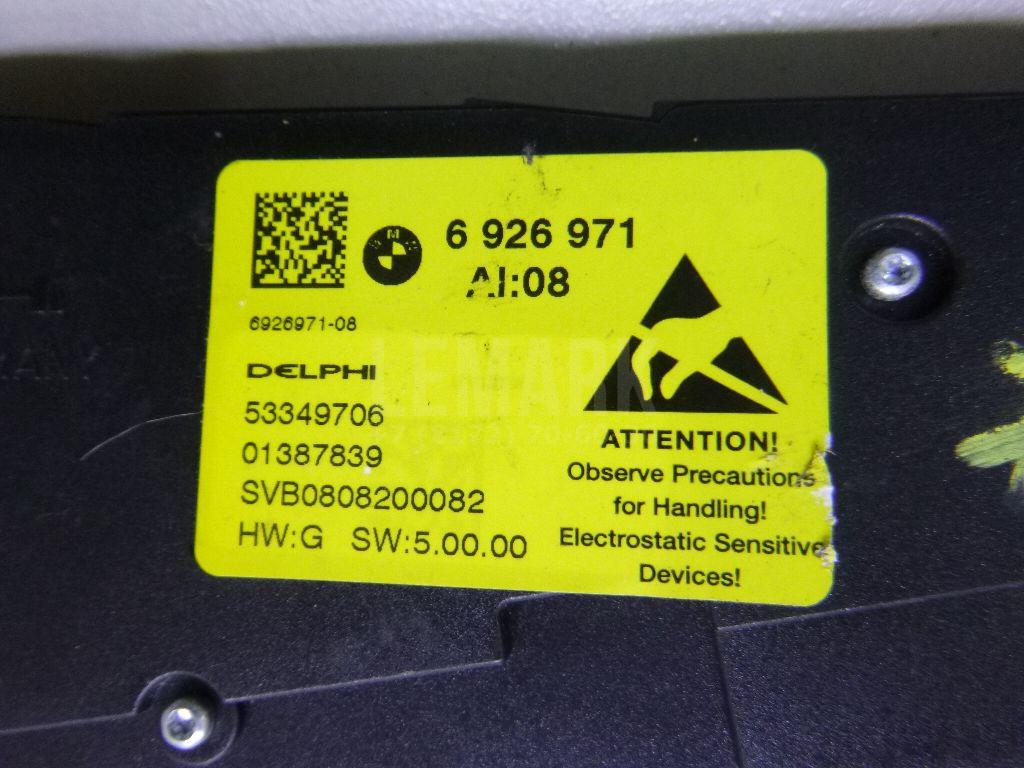 6 926 971
AI:08
6926971-08
DELPHI
53349706
01387839
SVB0808200082
HW:G SW:5.00.00
ATTENTION!
Observe Precautions
for Handling!
Electrostatic Sensitive
Devices!
LEMARK